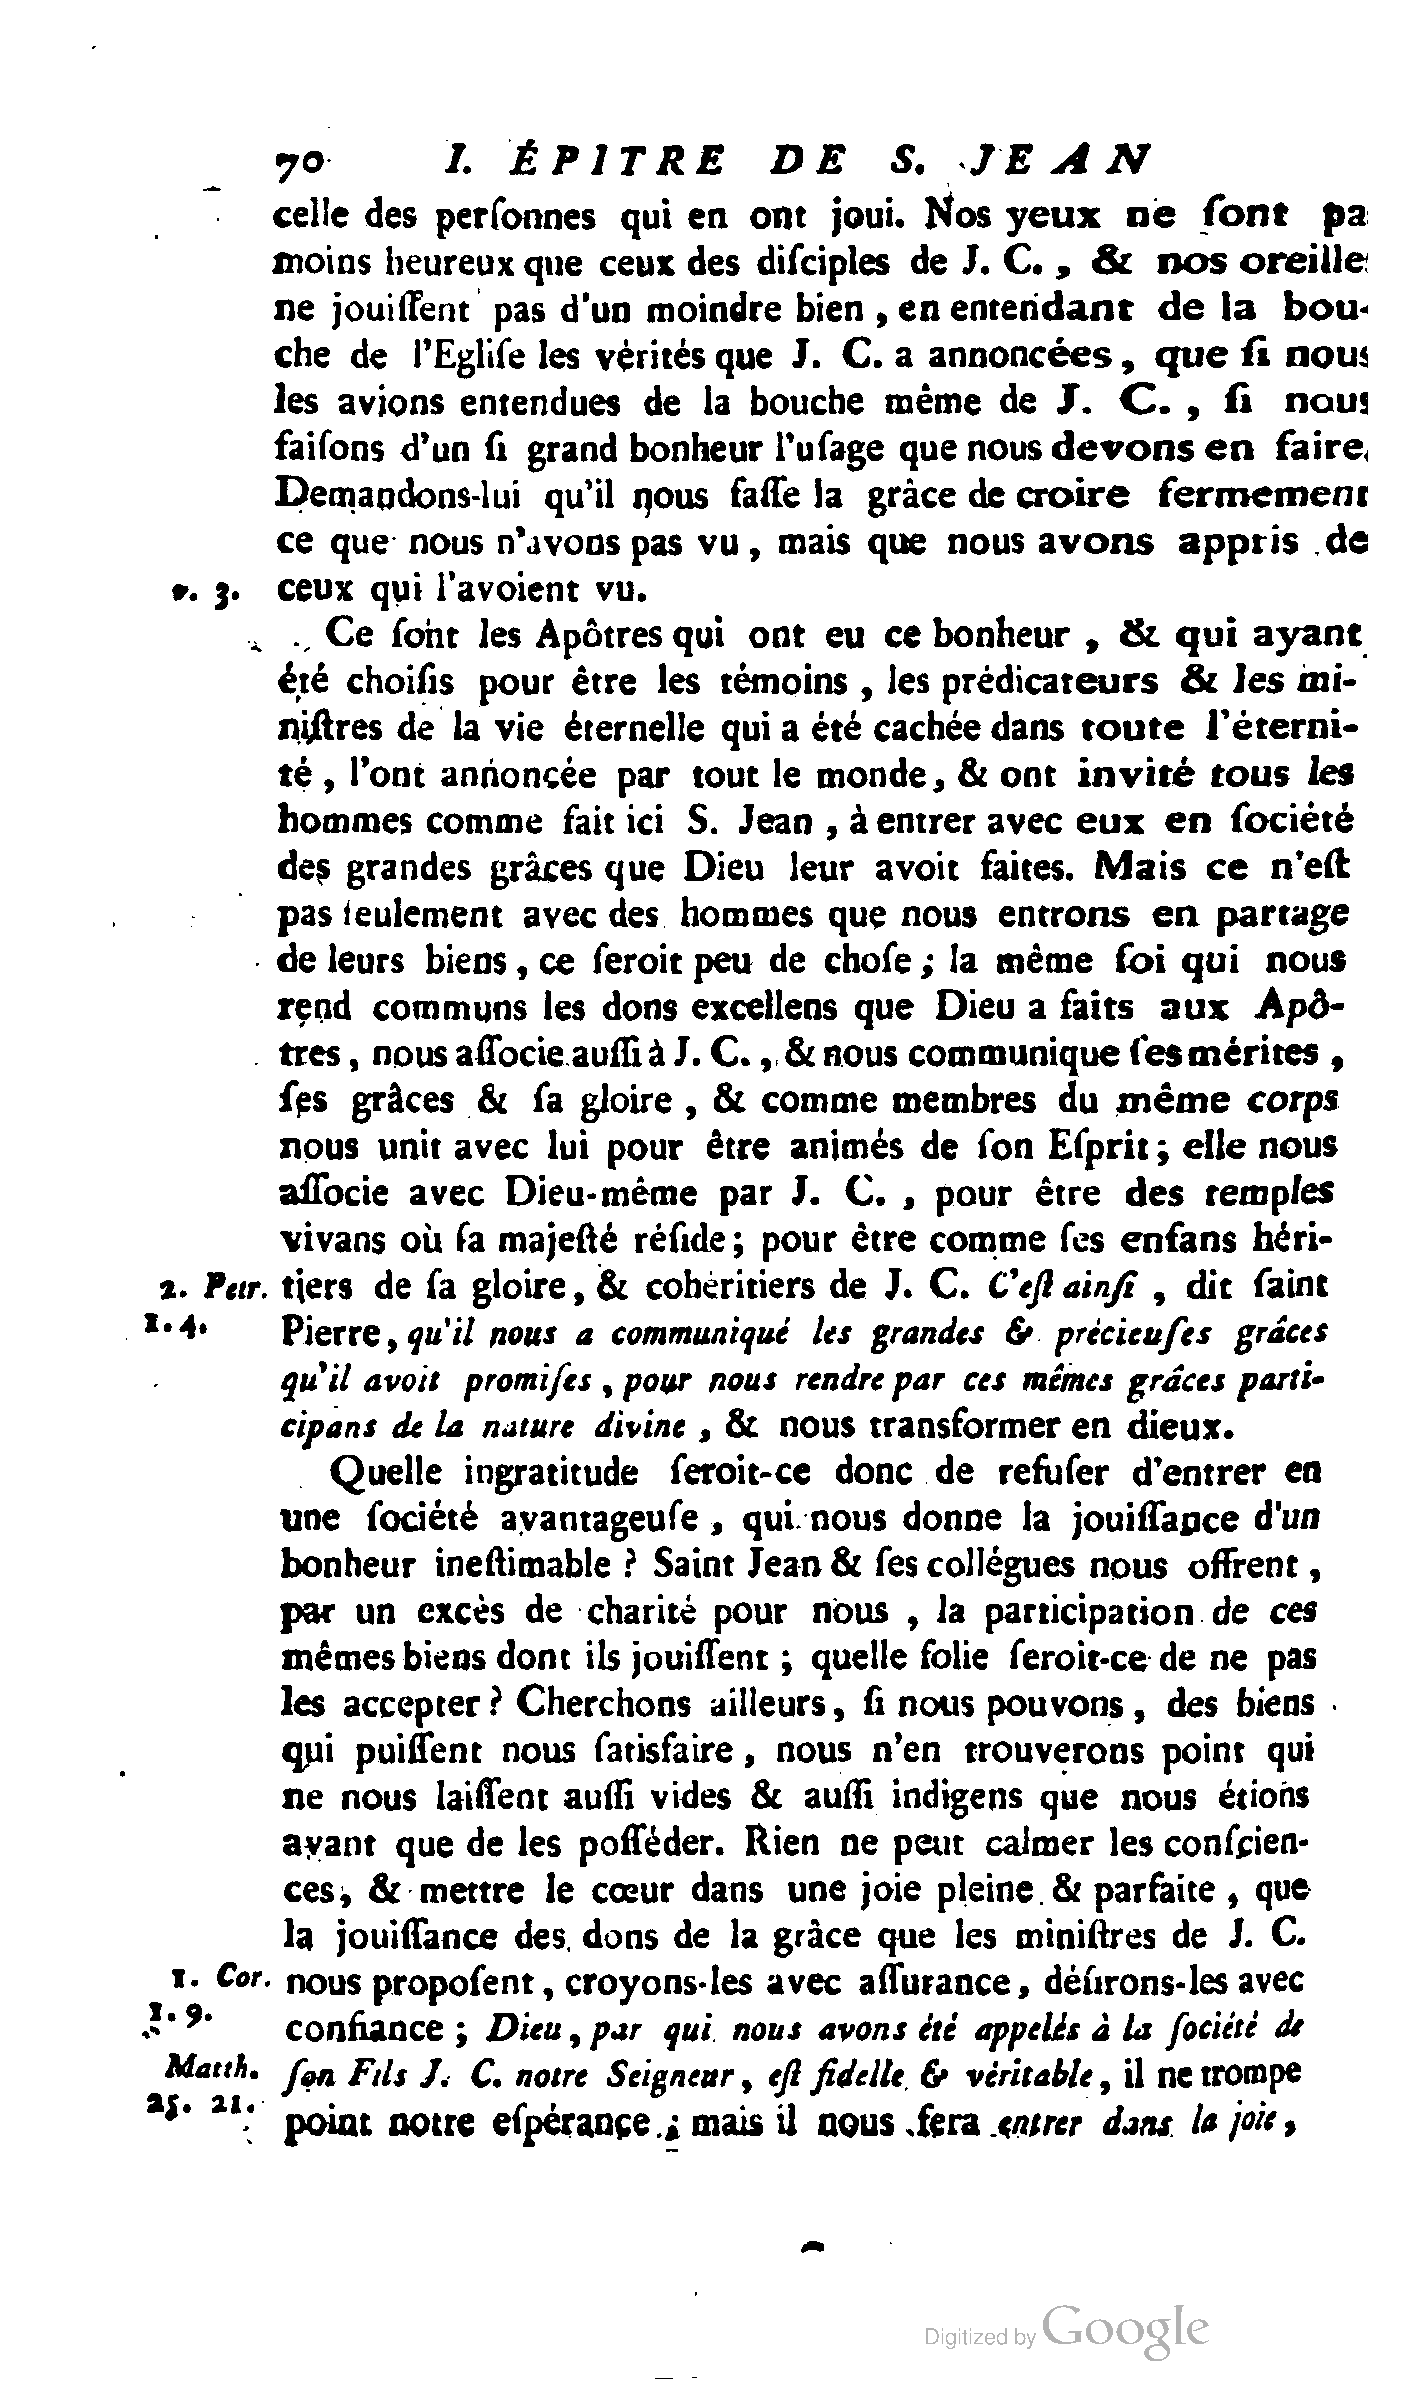 70 I. ÉPITRE DE S. JEAN
celle des perſonnes qui en ont joui. Nos yeux ne ſont pas
moins heureux que ceux des diſciples de J. C., & nos oreilles
ne jouiſſent pas d'un moindre bien, en entendant de la bou-
che de l'Egliſe les vérités que J. C. a annoncées, que ſi nous
les avions entendues de la bouche même de J. C., ſi nous
faiſons d'un ſi grand bonheur l'uſage que nous devons en faire.
Demandons-lui qu'il nous faſſe la grâce de croire fermement
ce que nous n'avons pas vu, mais que nous avons appris de
v. 3. ceux qui l'avoient vu.
Ce ſont les Apôtres qui ont eu ce bonheur, & qui ayant
été choiſis pour être les témoins, les prédicateurs & les mi-
niſtres de la vie éternelle qui a été cachée dans toute l'éterni-
té, l'ont annoncée par tout le monde, & ont invité tous les
hommes comme fait ici S. Jean, à entrer avec eux en ſociété
des grandes grâces que Dieu leur avoit faites. Mais ce n'eſt
pas ſeulement avec des hommes que nous entrons en partage
de leurs biens, ce ſeroit peu de choſe; la même foi qui nous
rend communs les dons excellens que Dieu a faits aux Apô-
tres, nous aſſocie auſſi à J. C., & nous communique ſes mérites,
ſes grâces & ſa gloire, & comme membres du même corps
nous unit avec lui pour être animés de ſon Eſprit; elle nous
aſſocie avec Dieu-même par J. C., pour être des temples
vivans où ſa majeſté réſide; pour être comme ſes enfans héri-
2. Petr. tiers de ſa gloire, & cohéritiers de J. C. C'eſt ainſi, dit ſaint
1. 4. Pierre, qu'il nous a communiqué les grandes & précieuſes grâces
qu'il avoit promiſes, pour nous rendre par ces mêmes grâces parti-
cipans de la nature divine, & nous transformer en dieux.
Quelle ingratitude ſeroit-ce donc de refuſer d'entrer en
une ſociété avantageuſe, qui nous donne la jouiſſance d'un
bonheur ineſtimable? Saint Jean & ſes collégues nous offrent,
par un excès de charité pour nous, la participation de ces
mêmes biens dont ils jouiſſent; quelle folie ſeroit-ce de ne pas
les accepter? Cherchons ailleurs, ſi nous pouvons, des biens
qui puiſſent nous ſatisfaire, nous n'en trouverons point qui
ne nous laiſſent auſſi vides & auſſi indigens que nous étions
avant que de les poſſéder. Rien ne peut calmer les conſcien-
ces, & mettre le cœur dans une joie pleine & parfaite, que
la jouiſſance des dons de la grâce que les miniſtres de J. C.
1. Cor. nous propoſent, croyons-les avec aſſurance, déſirons-les avec
1. 9. confiance; Dieu, par qui nous avons été appelés à la ſociété de
Matth. ſon Fils J. C. notre Seigneur, eſt fidelle & véritable, il ne trompe
25. 21. point notre eſpérance; mais il nous fera entrer dans la joie,
Digitized by Google